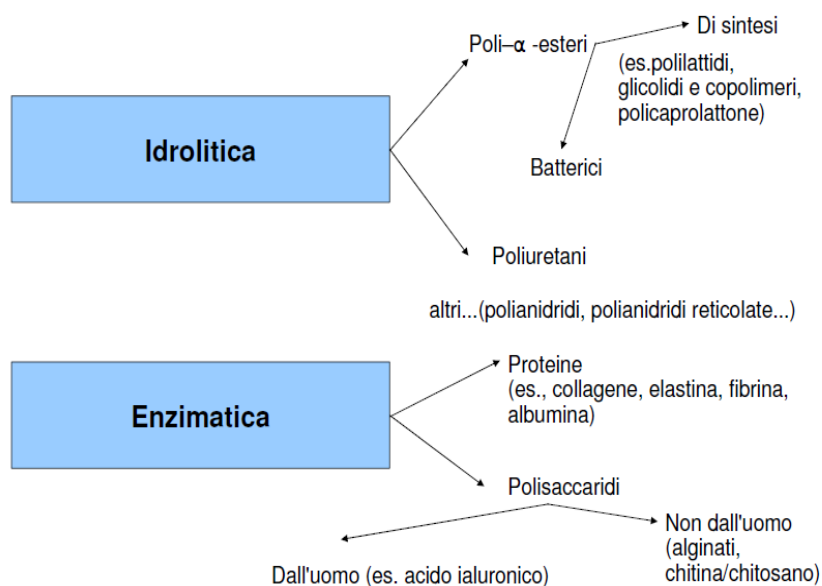 Idrolitica
Poli–α -esteri
Di sintesi
(es.polilattidi,
glicolidi e copolimeri,
policaprolattone)
Batterici
Poliuretani
altri...(polianidridi, polianidridi reticolate...)
Enzimatica
Proteine
(es., collagene, elastina, fibrina,
albumina)
Polisaccaridi
Dall'uomo (es. acido ialuronico)
Non dall'uomo
(alginati,
chitina/chitosano)